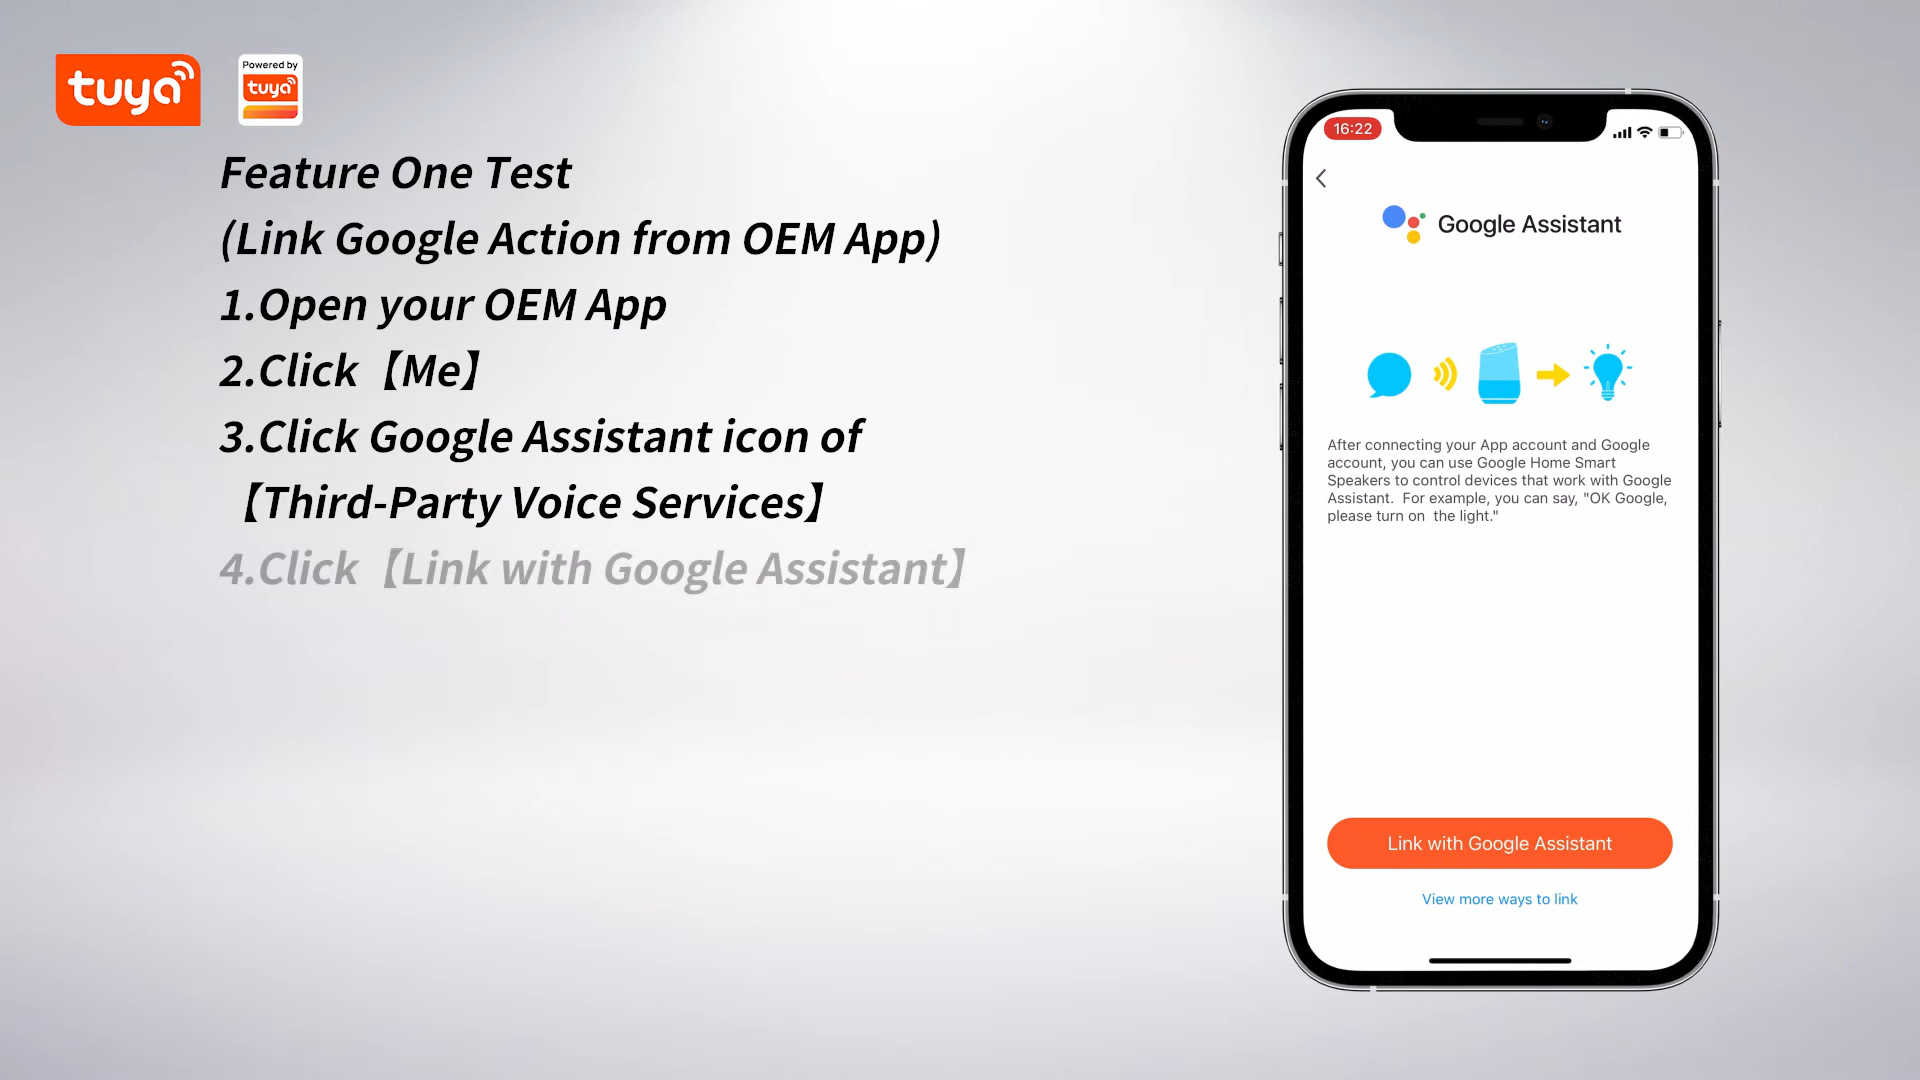 tuya
Powered by
tuya
Feature One Test
(Link Google Action from OEM App)
1.Open your OEM App
2.Click【Me】
3.Click Google Assistant icon of
【Third-Party Voice Services】
4.Click【Link with Google Assistant】
16:22
Google Assistant
After connecting your App account and Google
account, you can use Google Home Smart
Speakers to control devices that work with Google
Assistant. For example, you can say, "OK Google,
please turn on the light."
Link with Google Assistant
View more ways to link